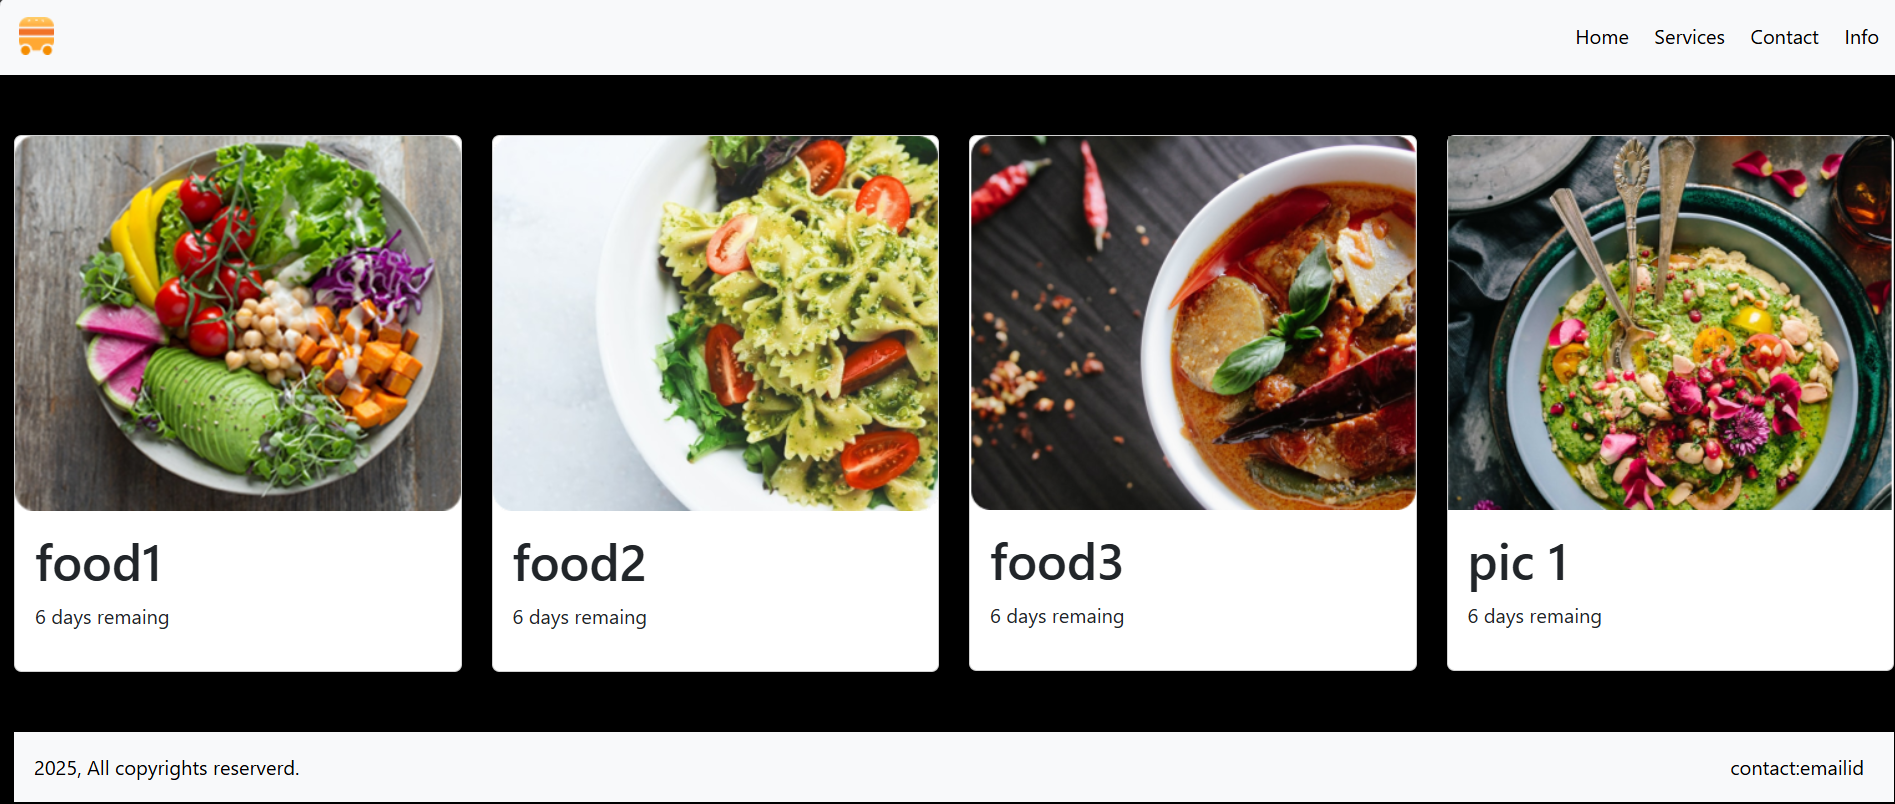 Home Services Contact Info
food1
6 days remaing
food2
6 days remaing
food3
6 days remaing
pic 1
6 days remaing
2025, All copyrights reserverd.
contact:emailid